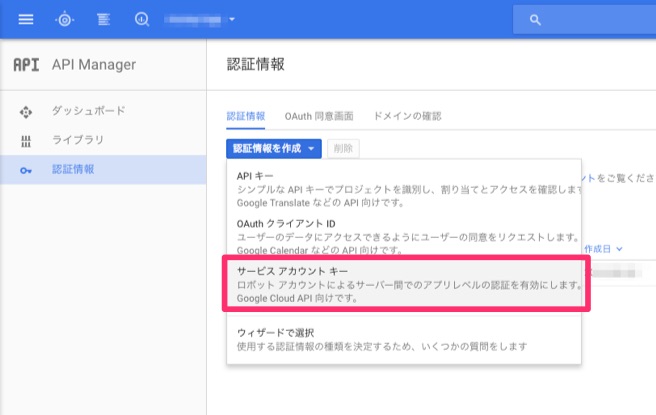 API API Manager
認証情報
ダッシュボード
ライブラリ
認証情報
認証情報 OAuth 同意画面 ドメインの確認
認証情報を作成 削除
API キー
シンプルな API キーでプロジェクトを識別し、割り当てとアクセスを確認します
Google Translate などの API 向けです。
ントをご覧くださ
OAuth クライアント ID
ユーザーのデータにアクセスできるようにユーザーの同意をリクエストします。
Google Calendar などの API 向けです。
作成日
サービス アカウント キー
ロボット アカウントによるサーバー間でのアプリレベルの認証を有効にします。
Google Cloud API 向けです。
ウィザードで選択
使用する認証情報の種類を決定するため、いくつかの質問をします